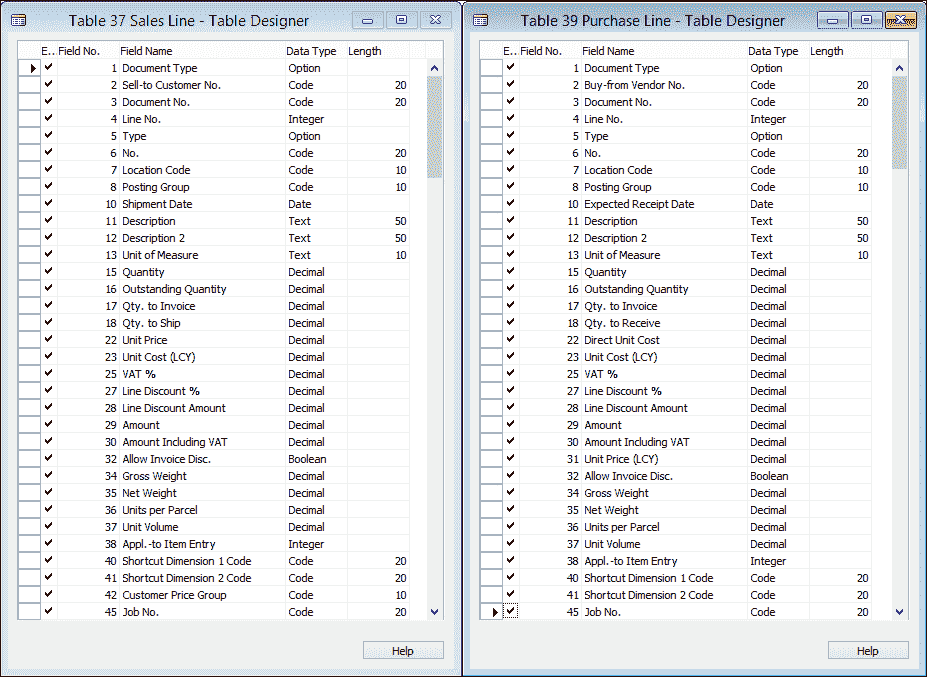 Table 37 Sales Line - Table Designer
E.. Field No. Field Name Data Type Length
1 Document Type Option
2 Sell-to Customer No. Code 20
3 Document No. Code 20
4 Line No. Integer
5 Type Option
6 No. Code 20
7 Location Code Code 10
8 Posting Group Code 10
10 Shipment Date Date
11 Description Text 50
12 Description 2 Text 50
13 Unit of Measure Text 10
15 Quantity Decimal
16 Outstanding Quantity Decimal
17 Qty. to Invoice Decimal
18 Qty. to Ship Decimal
22 Unit Price Decimal
23 Unit Cost (LCY) Decimal
25 VAT % Decimal
27 Line Discount % Decimal
28 Line Discount Amount Decimal
29 Amount Decimal
30 Amount Including VAT Decimal
32 Allow Invoice Disc. Boolean
34 Gross Weight Decimal
35 Net Weight Decimal
36 Units per Parcel Decimal
37 Unit Volume Decimal
38 Appl.-to Item Entry Integer
40 Shortcut Dimension 1 Code Code 20
41 Shortcut Dimension 2 Code Code 20
42 Customer Price Group Code 10
45 Job No. Code 20
Help
Table 39 Purchase Line - Table Designer
E.. Field No. Field Name Data Type Length
1 Document Type Option
2 Buy-from Vendor No. Code 20
3 Document No. Code 20
4 Line No. Integer
5 Type Option
6 No. Code 20
7 Location Code Code 10
8 Posting Group Code 10
10 Expected Receipt Date Date
11 Description Text 50
12 Description 2 Text 50
13 Unit of Measure Text 10
15 Quantity Decimal
16 Outstanding Quantity Decimal
17 Qty. to Invoice Decimal
18 Qty. to Receive Decimal
22 Direct Unit Cost Decimal
23 Unit Cost (LCY) Decimal
25 VAT % Decimal
27 Line Discount % Decimal
28 Line Discount Amount Decimal
29 Amount Decimal
30 Amount Including VAT Decimal
31 Unit Price (LCY) Decimal
32 Allow Invoice Disc. Boolean
34 Gross Weight Decimal
35 Net Weight Decimal
36 Units per Parcel Decimal
37 Unit Volume Decimal
38 Appl.-to Item Entry Integer
40 Shortcut Dimension 1 Code Code 20
41 Shortcut Dimension 2 Code Code 20
45 Job No. Code 20
Help